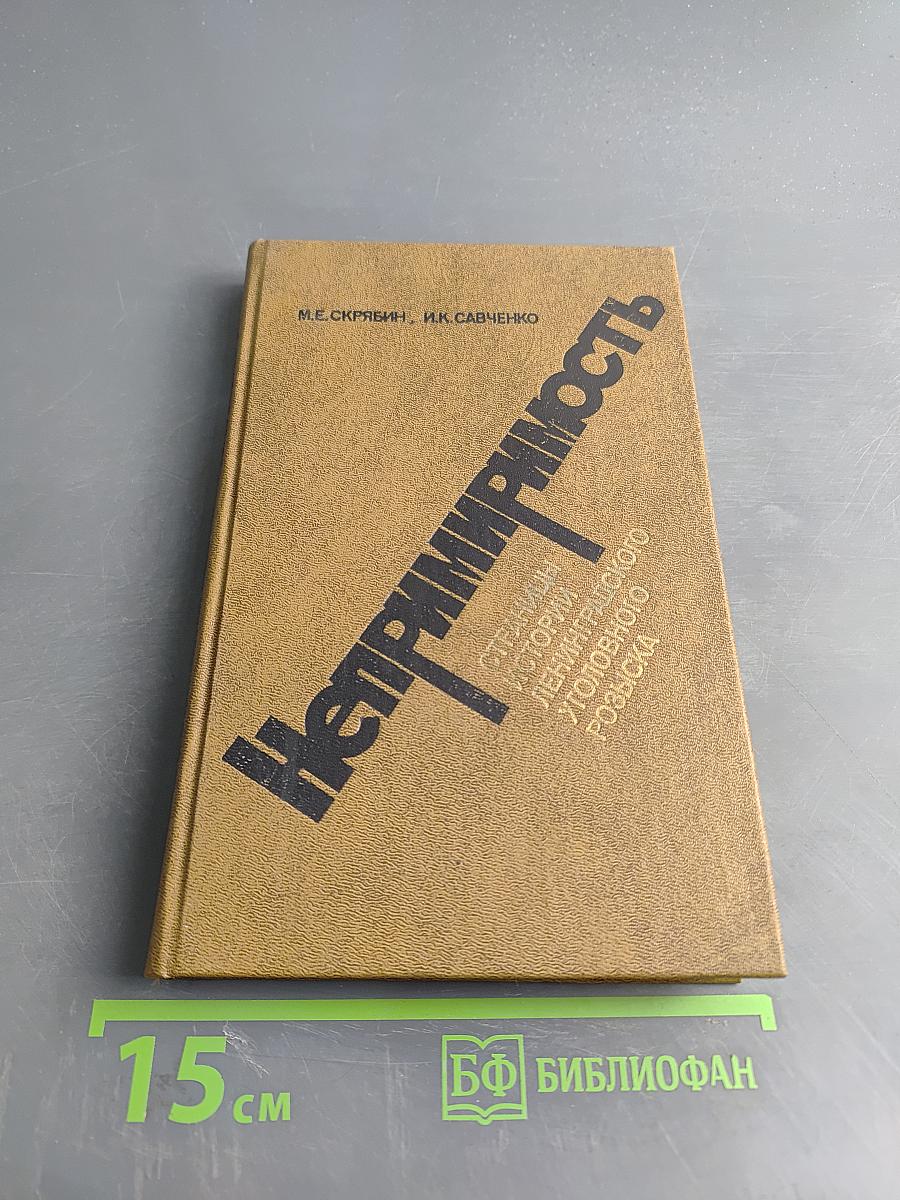 М.Е.СКРЯБИН, И.К.САВЧЕНКО
Непримиримость
СТРАНИЦЫ
ИСТОРИИ
ЛЕНИНГРАДСКОГО
УГОЛОВНОГО
РОЗЫСКА
15 см
БФ БИБЛИОФАН